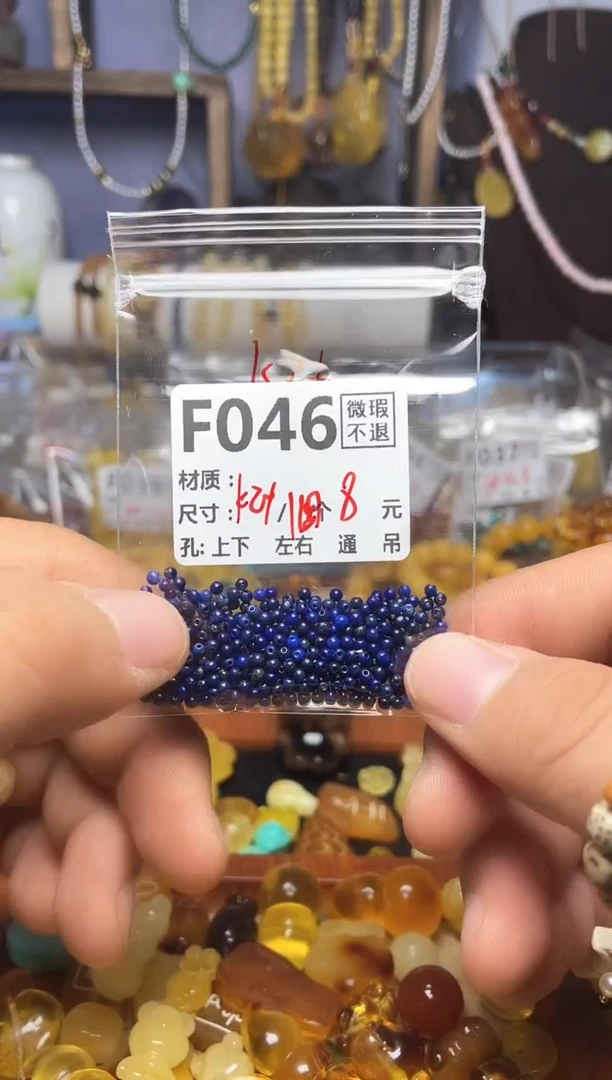 F046 微瑕
不退
材质：
尺寸： / 个 8 元
孔: 上下 左右 通 吊